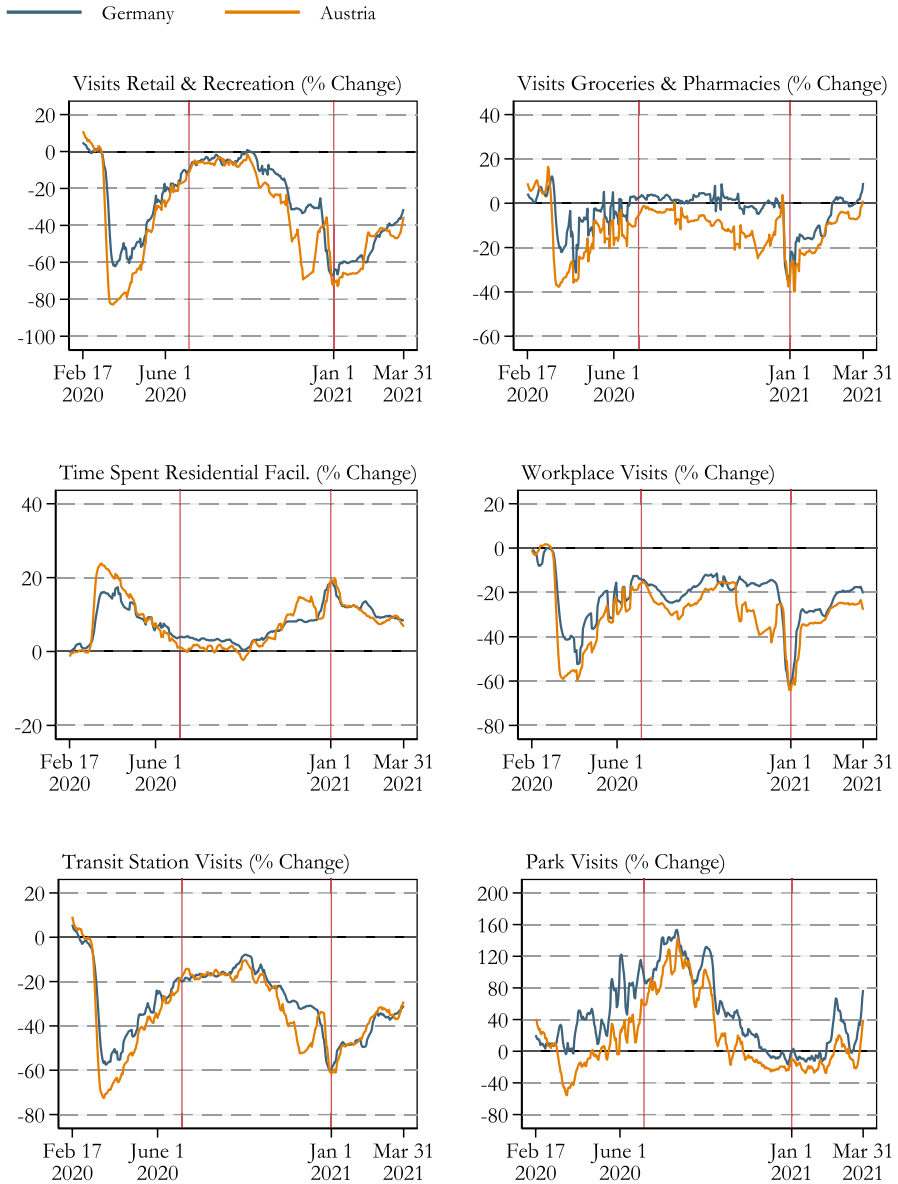 Germany Austria
Visits Retail & Recreation (% Change)
20
0
-20
-40
-60
-80
-100
Feb 17 June 1 Jan 1 Mar 31
2020 2020 2021 2021
Visits Groceries & Pharmacies (% Change)
40
20
0
-20
-40
-60
Feb 17 June 1 Jan 1 Mar 31
2020 2020 2021 2021
Time Spent Residential Facil. (% Change)
40
20
0
-20
Feb 17 June 1 Jan 1 Mar 31
2020 2020 2021 2021
Workplace Visits (% Change)
20
0
-20
-40
-60
-80
Feb 17 June 1 Jan 1 Mar 31
2020 2020 2021 2021
Transit Station Visits (% Change)
20
0
-20
-40
-60
-80
Feb 17 June 1 Jan 1 Mar 31
2020 2020 2021 2021
Park Visits (% Change)
200
160
120
80
40
0
-40
-80
Feb 17 June 1 Jan 1 Mar 31
2020 2020 2021 2021